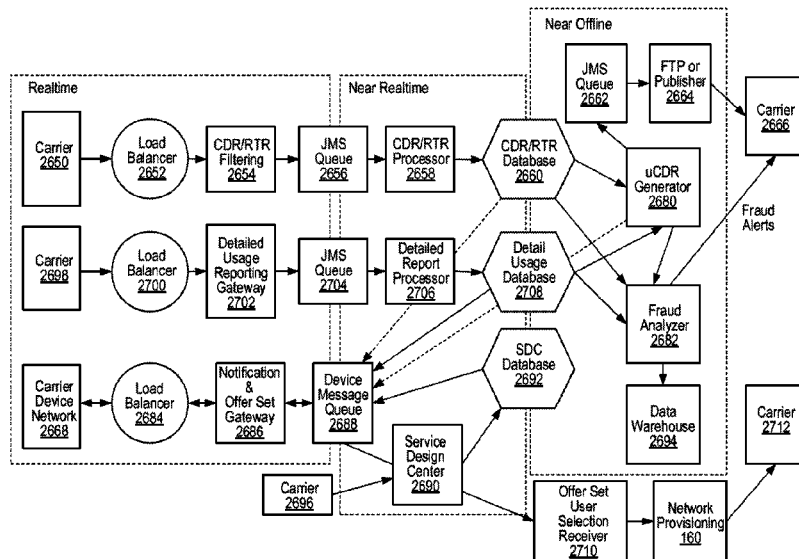 Near Offline
Realtime
Near Realtime
JMS
Queue
2662
FTP or
Publisher
2664
Carrier
2666
Carrier
2650
Load
Balancer
2652
CDR/RTR
Filtering
2654
JMS
Queue
2656
CDR/RTR
Processor
2658
CDR/RTR
Database
2660
uCDR
Generator
2680
Fraud
Alerts
Carrier
2698
Load
Balancer
2700
Detailed
Usage
Reporting
Gateway
2702
JMS
Queue
2704
Detailed
Report
Processor
2706
Detail
Usage
Database
2708
Fraud
Analyzer
2682
SDC
Database
2692
Carrier
Device
Network
2668
Load
Balancer
2684
Notification
&
Offer Set
Gateway
2686
Device
Message
Queue
2688
Data
Warehouse
2694
Carrier
2712
Service
Design
Center
2690
Carrier
2696
Offer Set
User
Selection
Receiver
2710
Network
Provisioning
160